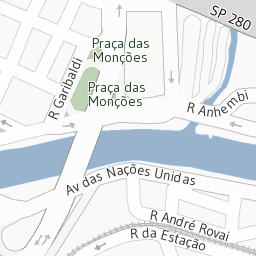 SP 280
Praça das
Monções
R Garibaldi
Praça das
Monções
R Anhembi
Av das Nações Unidas
R André Rovai
R da Estação